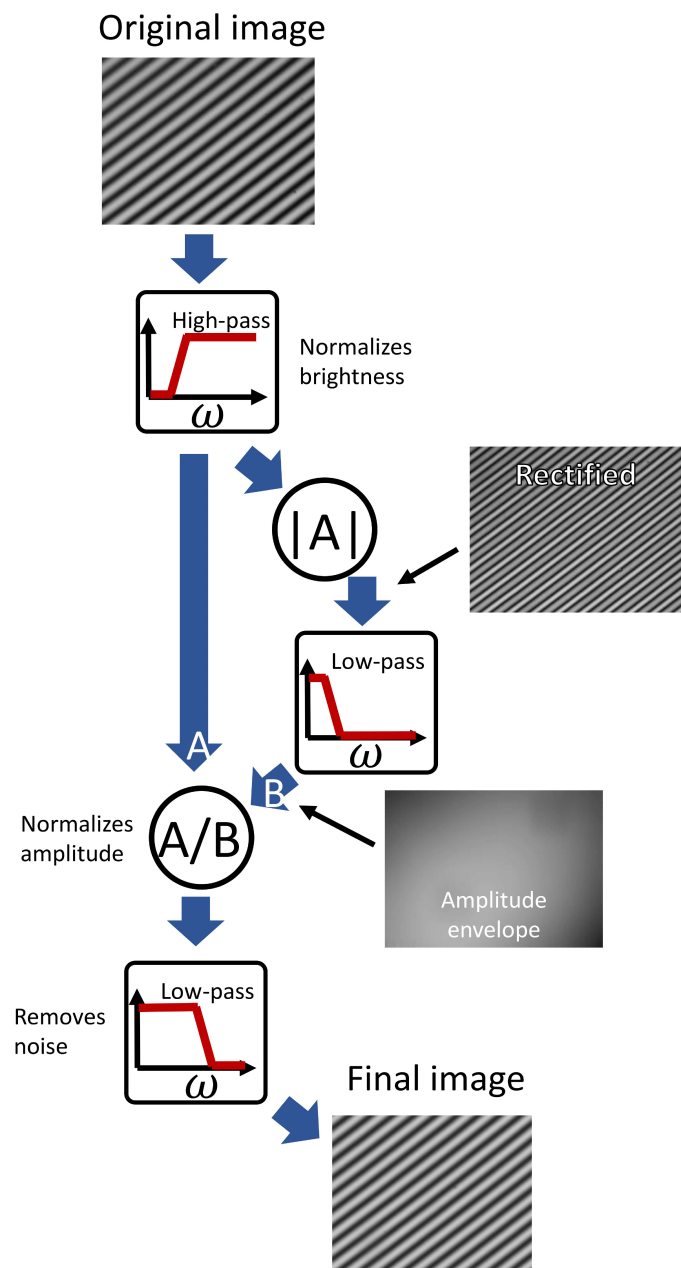 Original image
High-pass
ω
Normalizes
brightness
|A|
Rectified
Low-pass
ω
A
B
Normalizes
amplitude
A/B
Amplitude
envelope
Low-pass
ω
Removes
noise
Final image